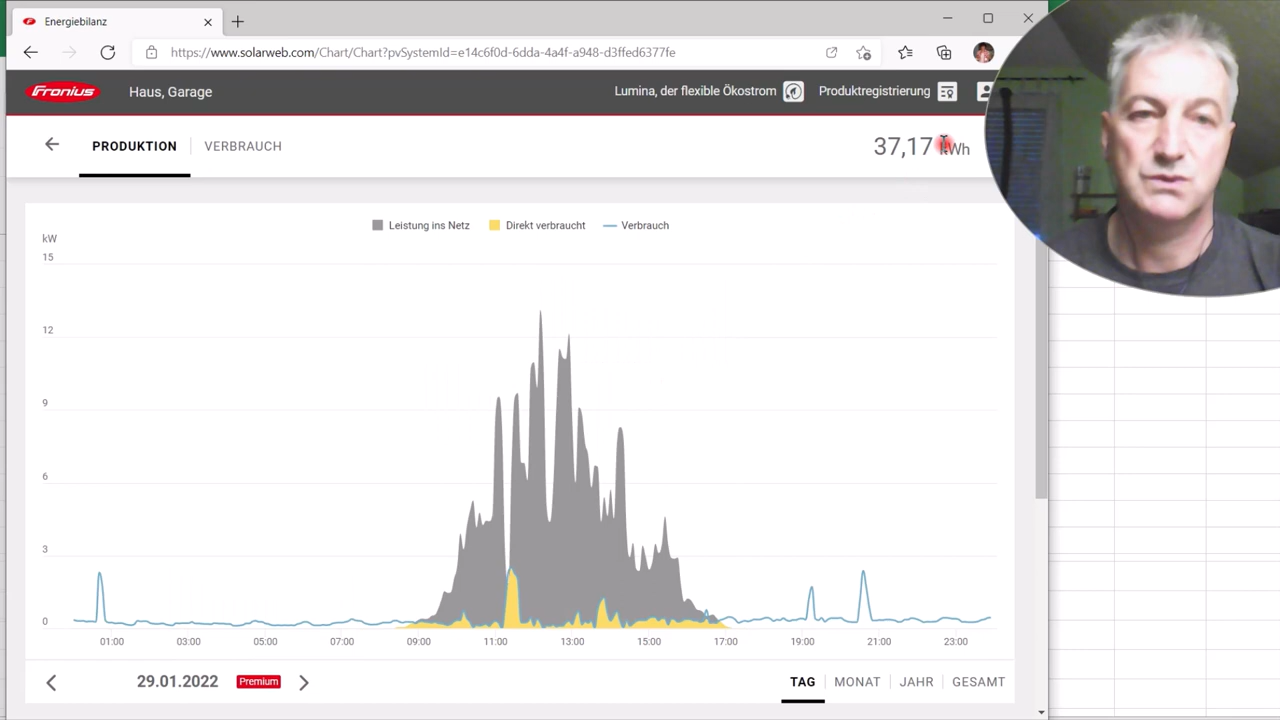 Energiebilanz
https://www.solarweb.com/Chart/Chart?pvSystemId=e14c6f0d-6dda-4a4f-a948-d3ffed6377fe
Fronius Haus, Garage Lumina, der flexible Ökostrom Produktregistrierung
PRODUKTION VERBRAUCH 37,17 kWh
Leistung ins Netz Direkt verbraucht Verbrauch
kW
15
12
9
6
3
0
01:00 03:00 05:00 07:00 09:00 11:00 13:00 15:00 17:00 19:00 21:00 23:00
29.01.2022 Premium TAG MONAT JAHR GESAMT